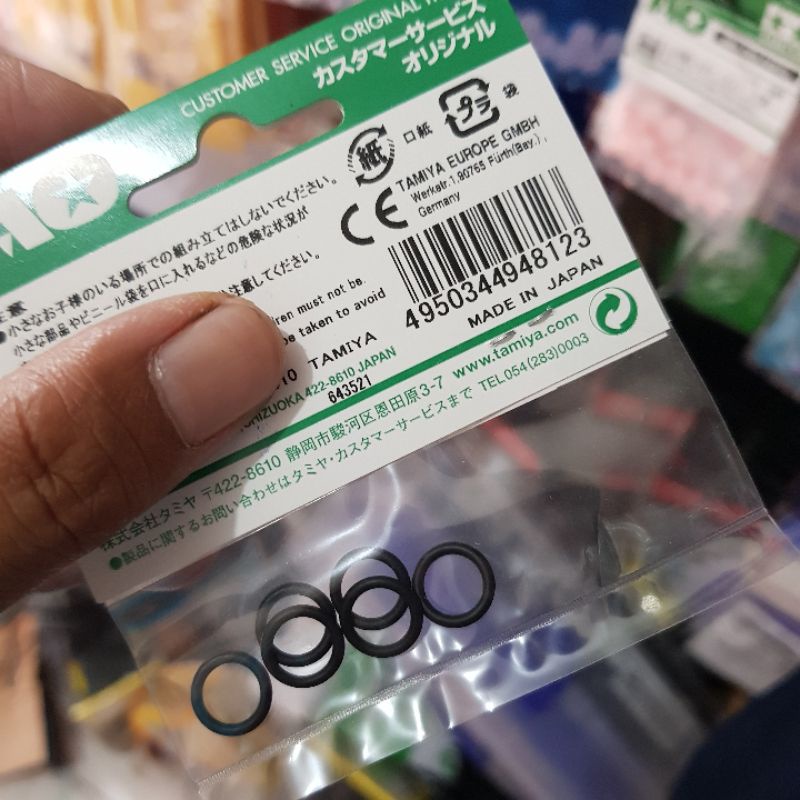 CUSTOMER SERVICE ORIGINAL
カスタマーサービス
オリジナル
紙
口紙
プラ
袋
TAMIYA EUROPE GMBH
Werkstr.1,90765 Fürth(Bay.),
Germany
CE
小さなお子様のいる場所での組み立てはしないでください。
小さな部品やビニール袋を口に入れるなどの危険な状況が
注意してください。
must not be
be taken to avoid
4950344948123
MADE IN JAPAN
TAMIYA
422-8610 JAPAN
643521
www.tamiya.com
株式会社タミヤ 〒422-8610 静岡市駿河区恩田原3-7
●製品に関するお問い合わせはタミヤ・カスタマーサービスまで TEL054(283)0003